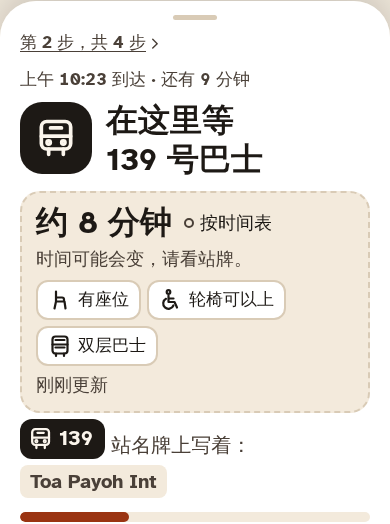 第 2 步，共 4 步
上午 10:23 到达 · 还有 9 分钟
在这里等
139 号巴士
约 8 分钟 按时间表
时间可能会变，请看站牌。
有座位 轮椅可以上
双层巴士
刚刚更新
139 站名牌上写着：
Toa Payoh Int